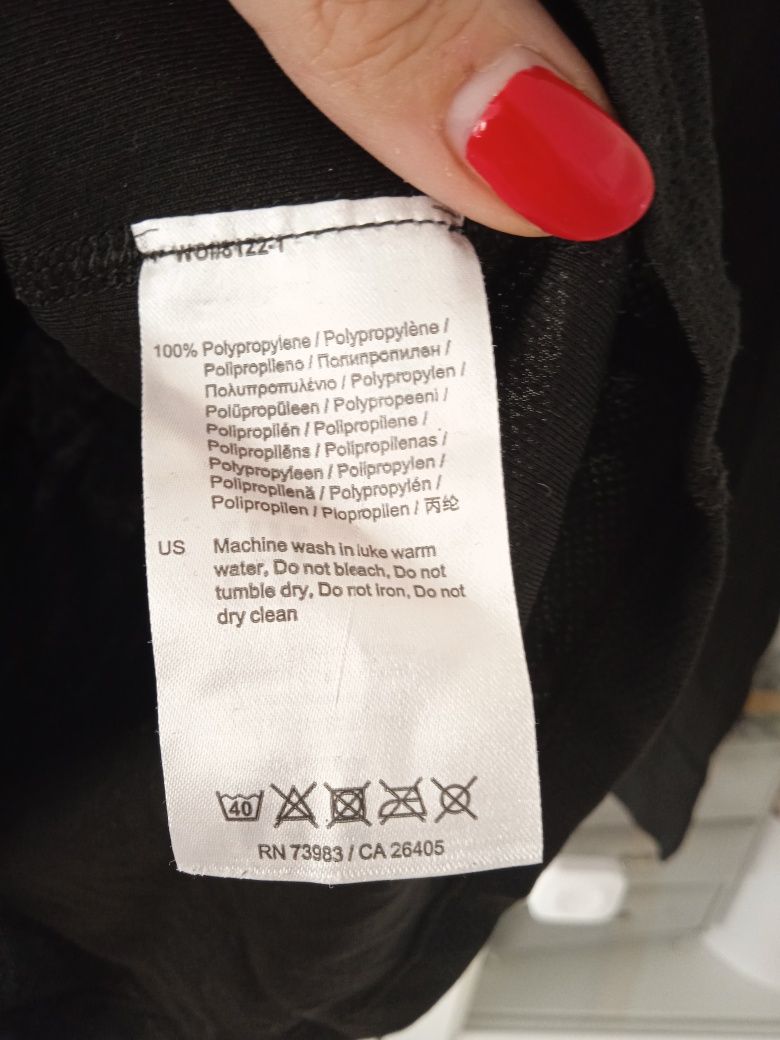 100% Polypropylene / Polypropylène /
Polipropileno / Полипропилен /
Πολυπροπυλένιο / Polypropylen /
Polüpropüleen / Polypropeeni /
Polipropilén / Polipropilene /
Polipropilēns / Polipropilenas /
Polypropyleen / Polipropylen /
Polipropilenă / Polypropylén /
Polipropilen / Piopropilen / 丙纶
US Machine wash in luke warm
water, Do not bleach, Do not
tumble dry, Do not iron, Do not
dry clean
40
RN 73983 / CA 26405